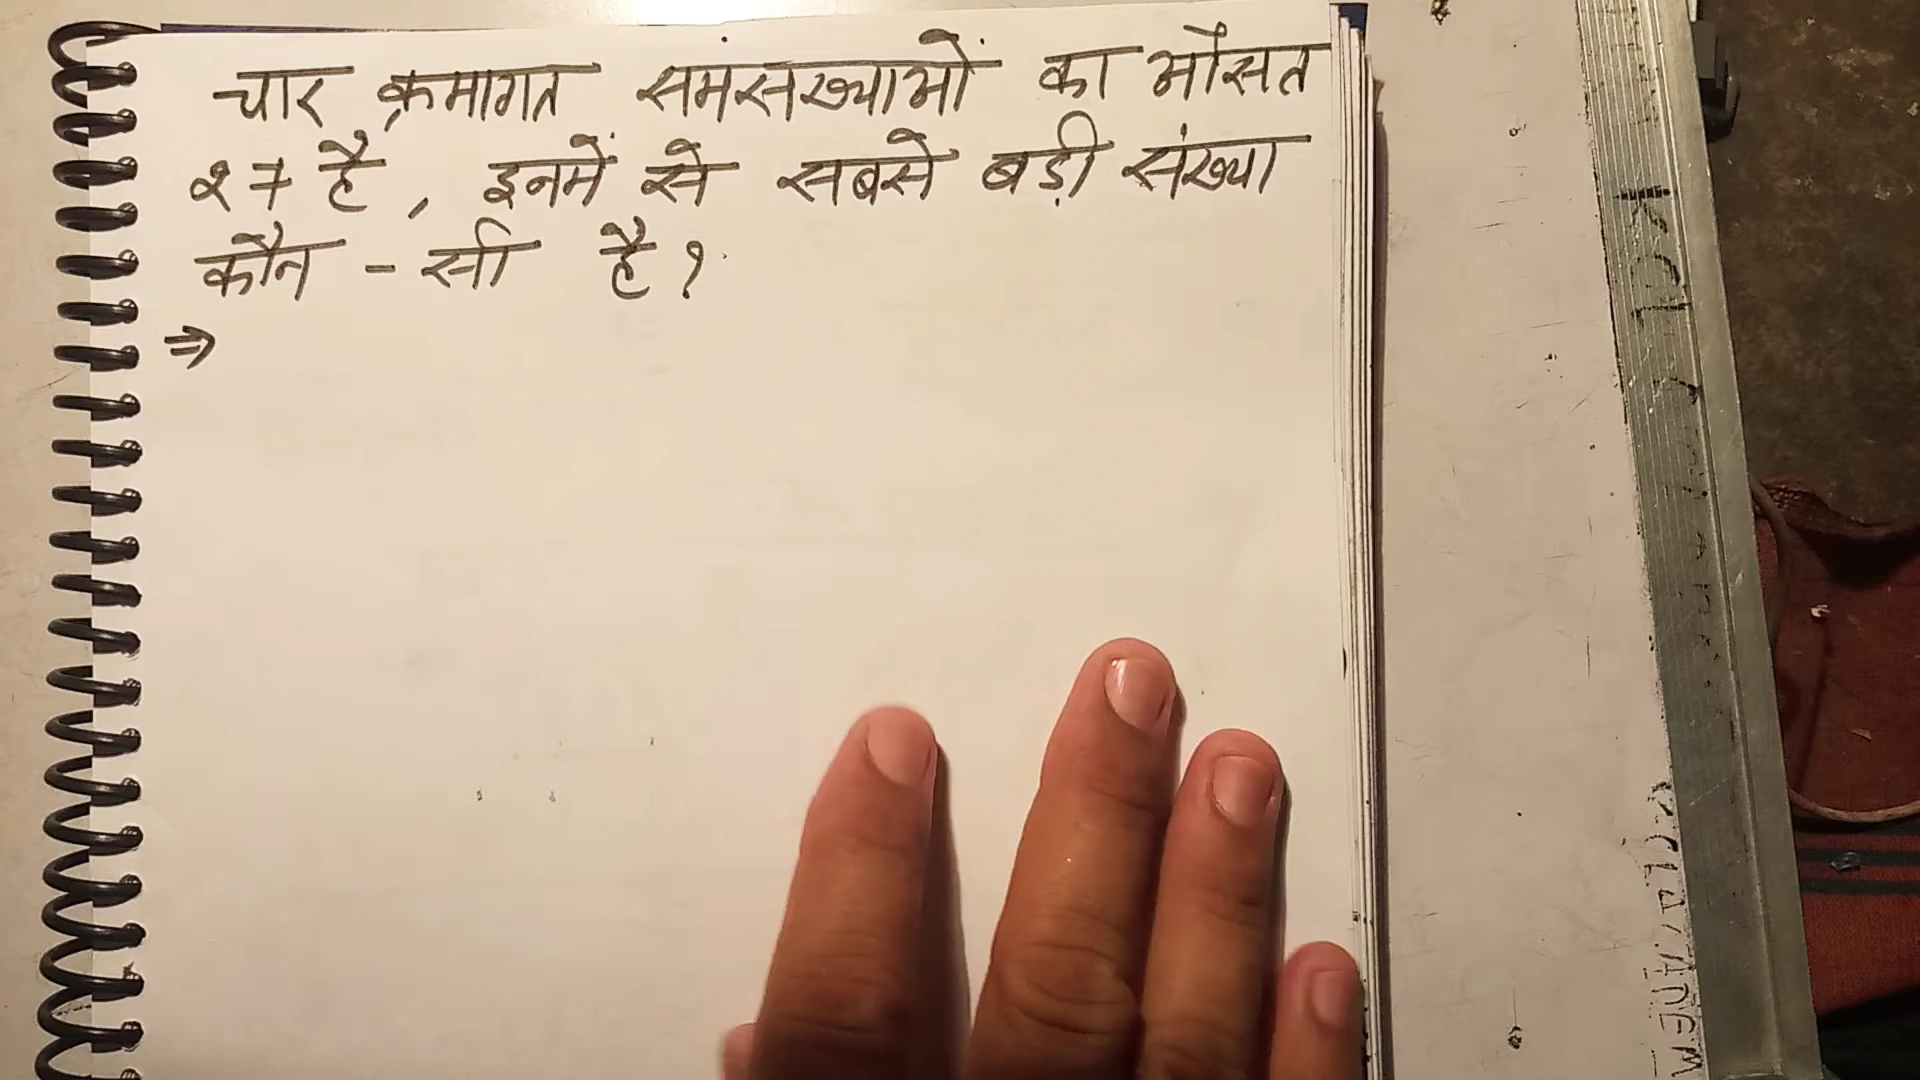 चार क्रमागत समसंख्याओं का औसत
27 है, इनमें से सबसे बड़ी संख्या
कौन - सी है?
⇒